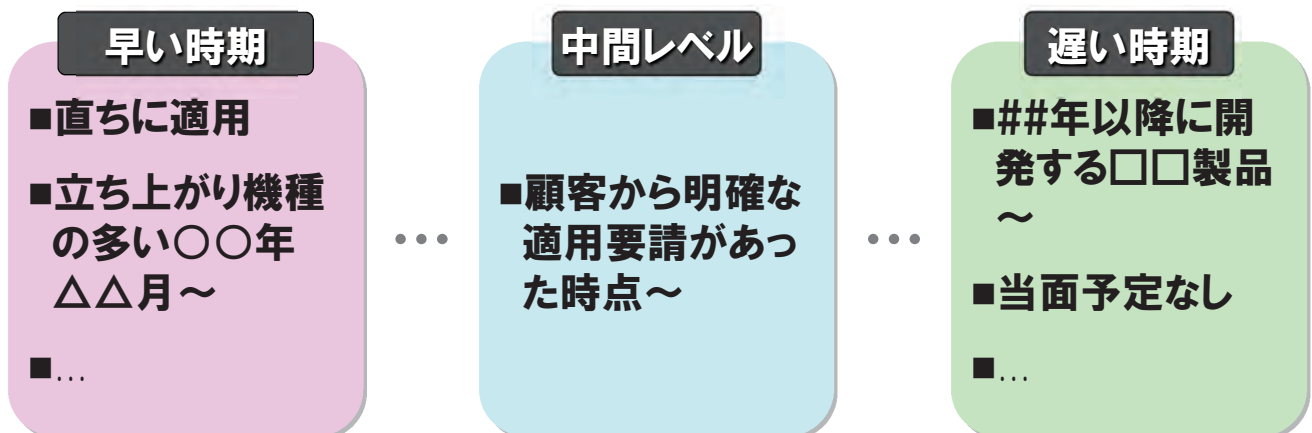 早い時期
■直ちに適用
■立ち上がり機種
の多い○○年
△△月～
■…
…
中間レベル
■顧客から明確な
適用要請があっ
た時点～
…
遅い時期
■##年以降に開
発する□□製品
～
■当面予定なし
■…